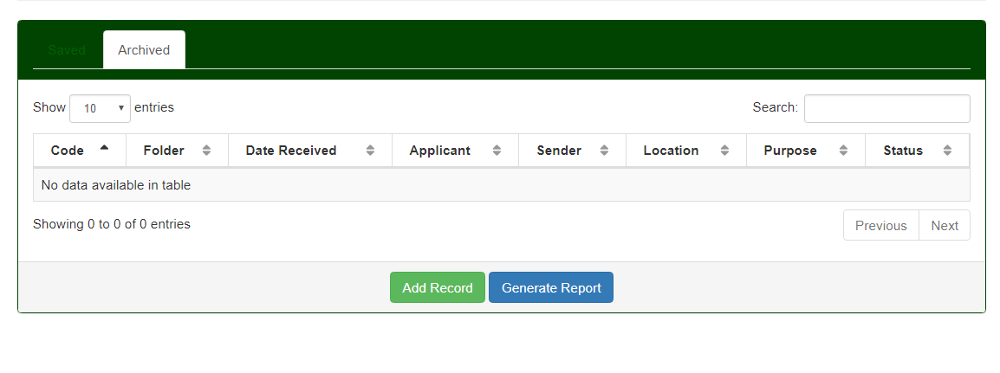 Saved Archived
Show 10 entries Search:
Code Folder Date Received Applicant Sender Location Purpose Status
No data available in table
Showing 0 to 0 of 0 entries Previous Next
Add Record Generate Report